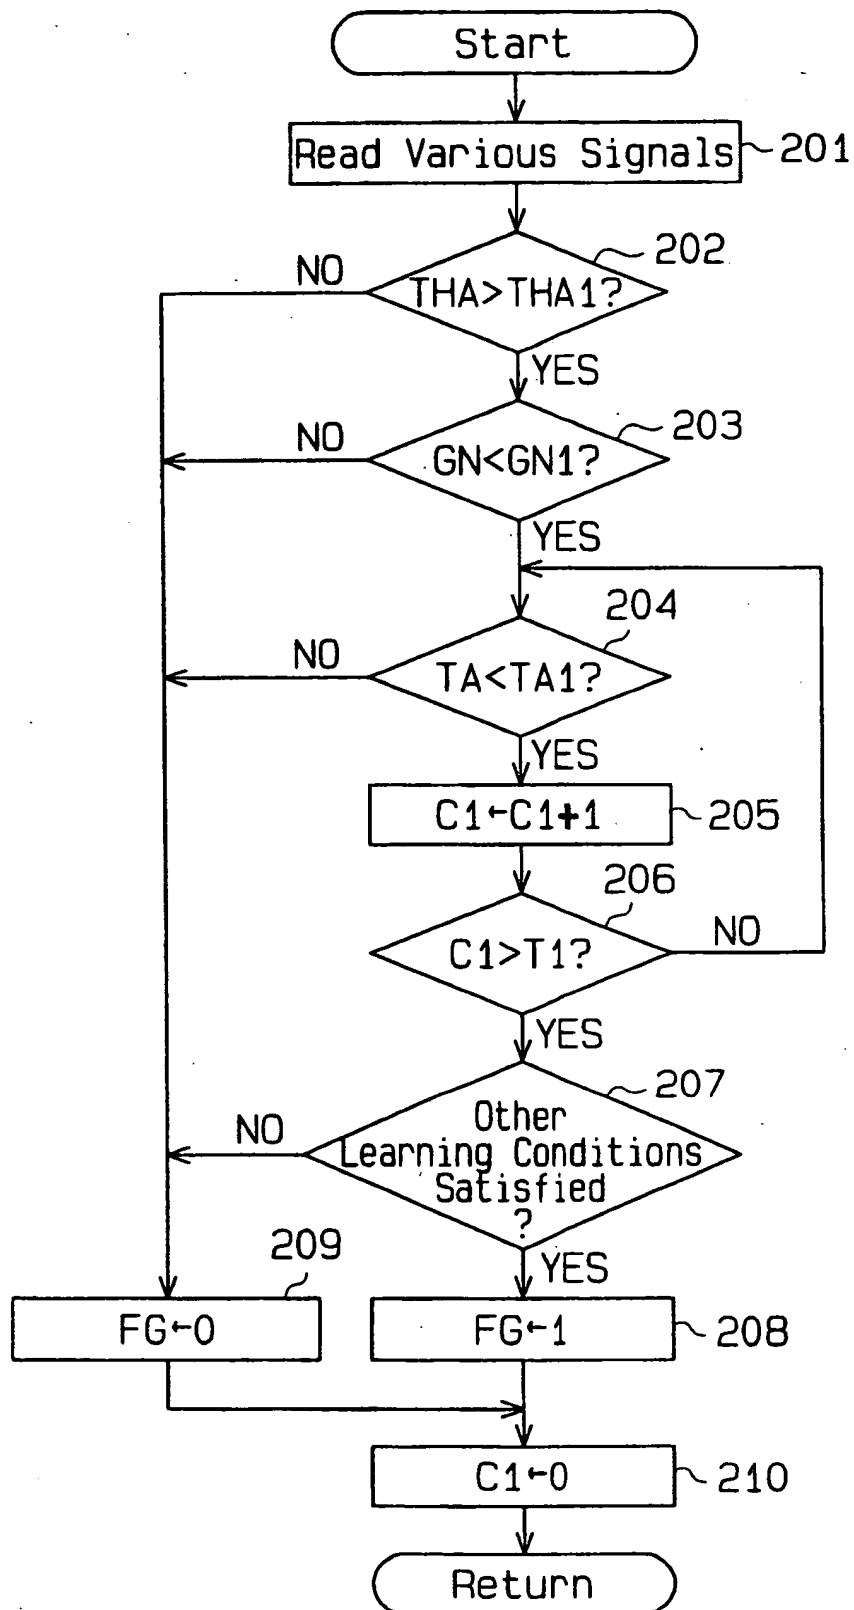 Start
Read Various Signals
201
202
NO
THA>THA1?
YES
203
NO
GN<GN1?
YES
204
NO
TA<TA1?
YES
C1←C1+1
205
206
C1>T1?
NO
YES
207
NO
Other
Learning Conditions
Satisfied
?
209
YES
FG←0
FG←1
208
C1←0
210
Return